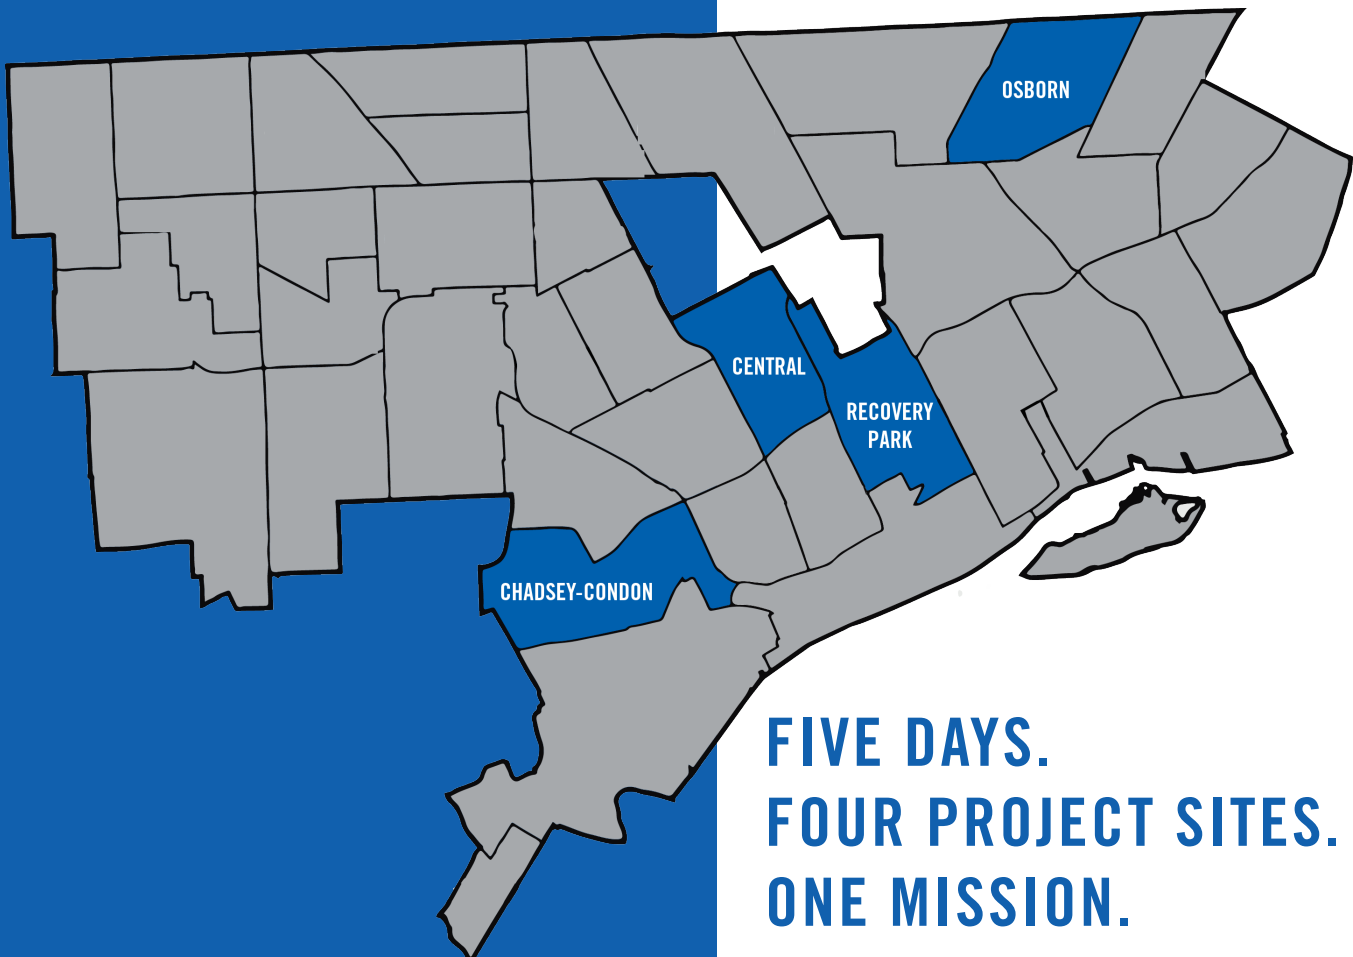 OSBORN
CENTRAL
RECOVERY
PARK
CHADSEY-CONDON
FIVE DAYS.
FOUR PROJECT SITES.
ONE MISSION.